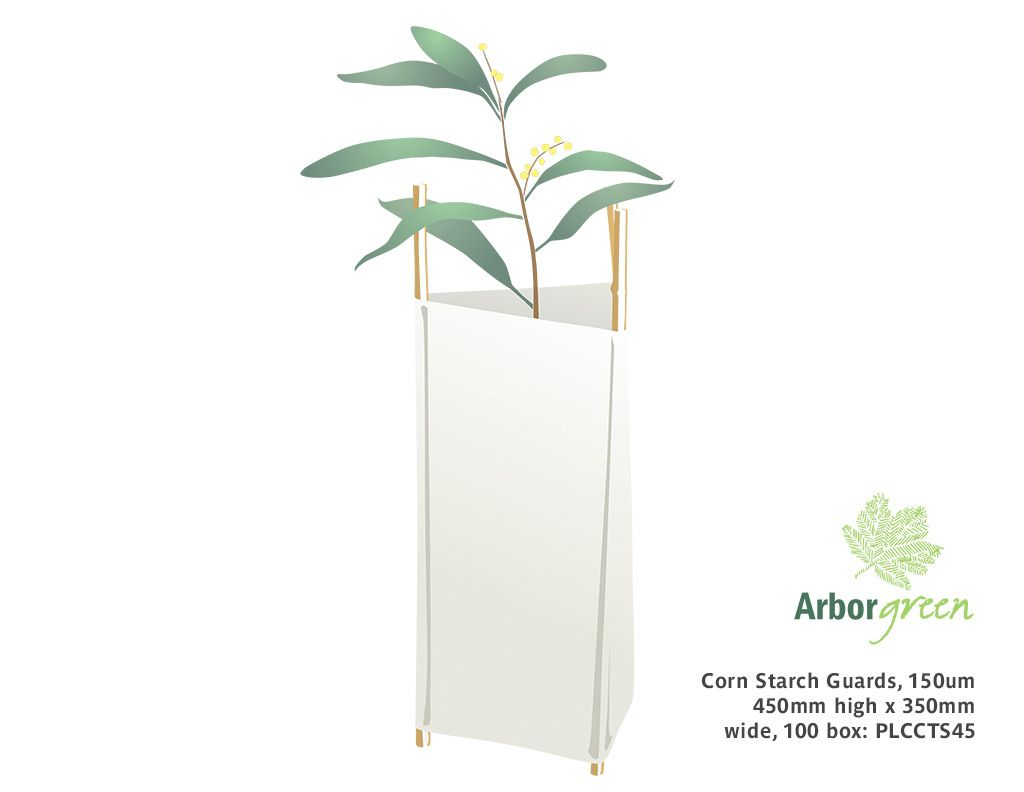 Arborgreen
Corn Starch Guards, 150um
450mm high x 350mm
wide, 100 box: PLCCTS45